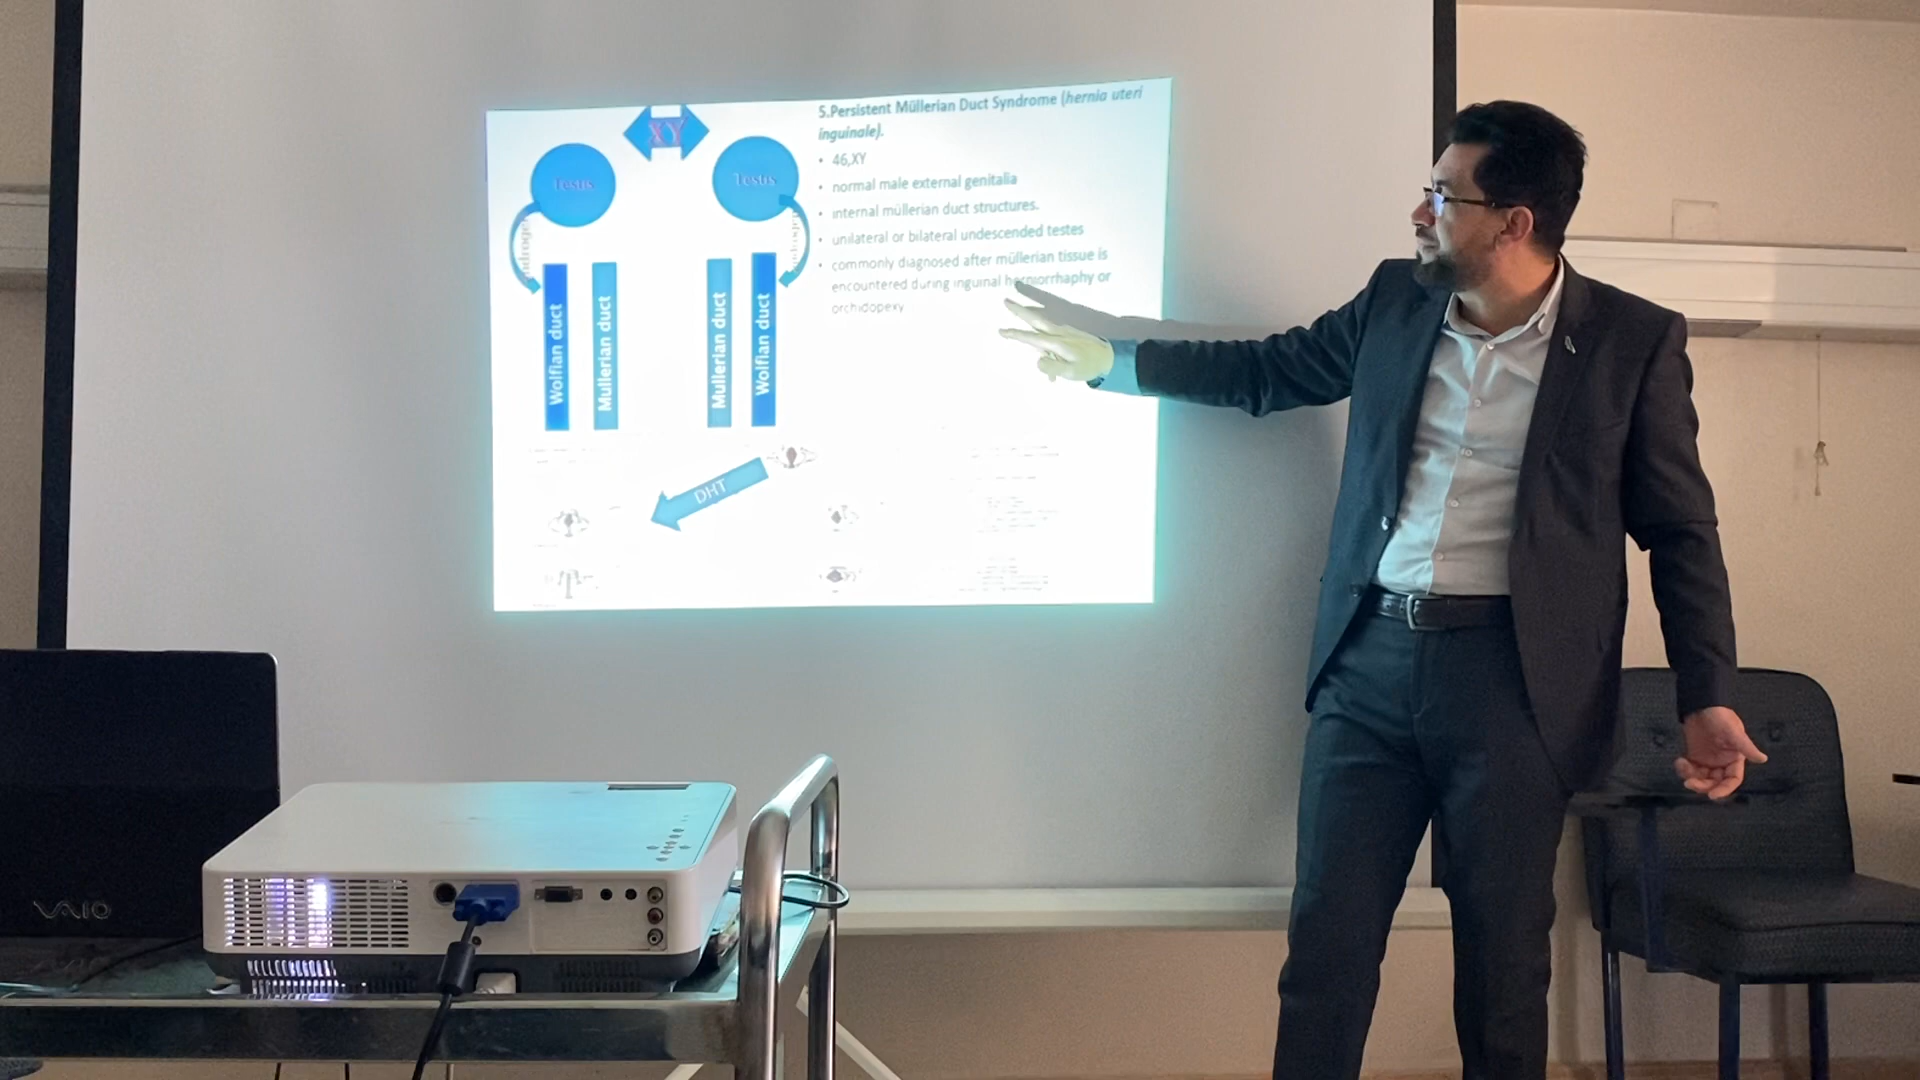 XY
Testis
Testis
Wolfian duct
Mullerian duct
Mullerian duct
Wolfian duct
DHT
5.Persistent Müllerian Duct Syndrome (hernia uteri
inguinale).
• 46,XY
• normal male external genitalia
• internal müllerian duct structures.
• unilateral or bilateral undescended testes
• commonly diagnosed after müllerian tissue is
encountered during inguinal herniorrhaphy or
orchidopexy
VAIO